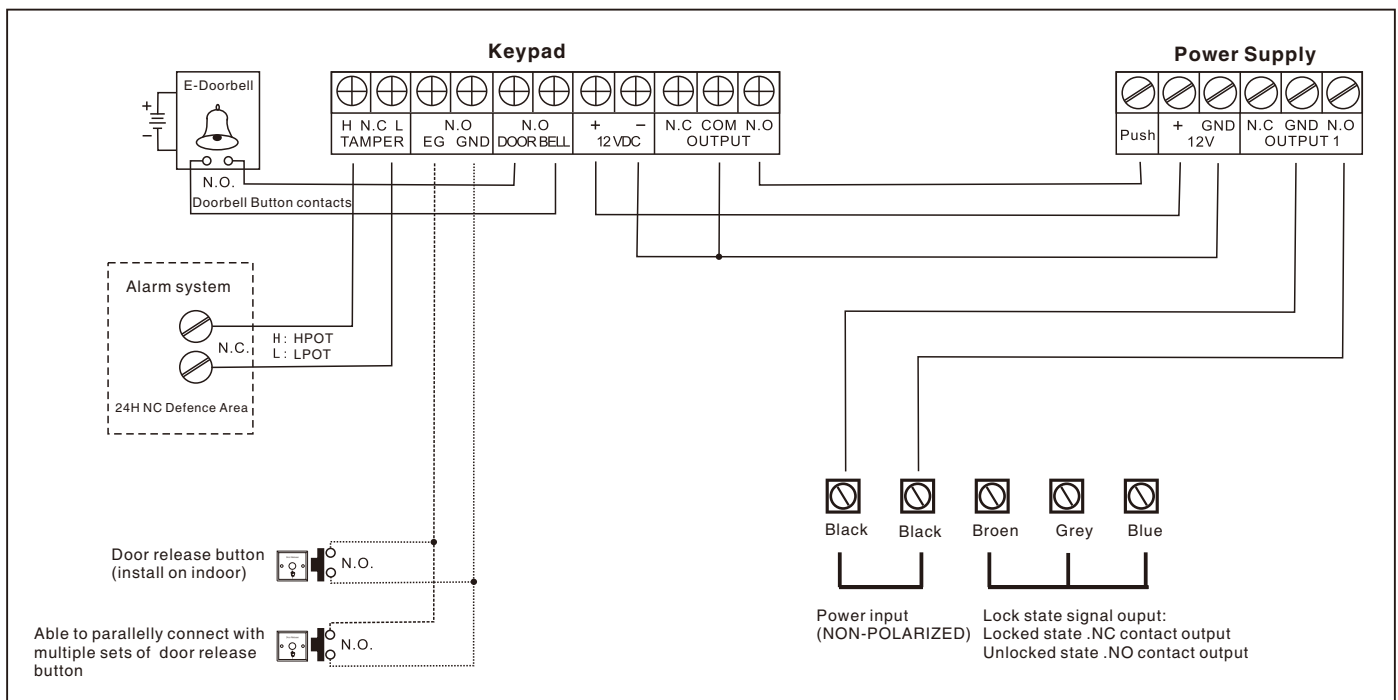 Keypad
Power Supply
E-Doorbell
+
−
H N.C L
TAMPER
N.O
EG GND
N.O
DOOR BELL
+ −
12 VDC
N.C COM N.O
OUTPUT
Push
+ GND
12V
N.C GND N.O
OUTPUT 1
N.O.
Doorbell Button contacts
Alarm system
N.C.
H : HPOT
L : LPOT
24H NC Defence Area
Door release button
(install on indoor)
N.O.
Able to parallelly connect with
multiple sets of door release
button
N.O.
Black
Black
Broen
Grey
Blue
Power input
(NON-POLARIZED)
Lock state signal ouput:
Locked state .NC contact output
Unlocked state .NO contact output